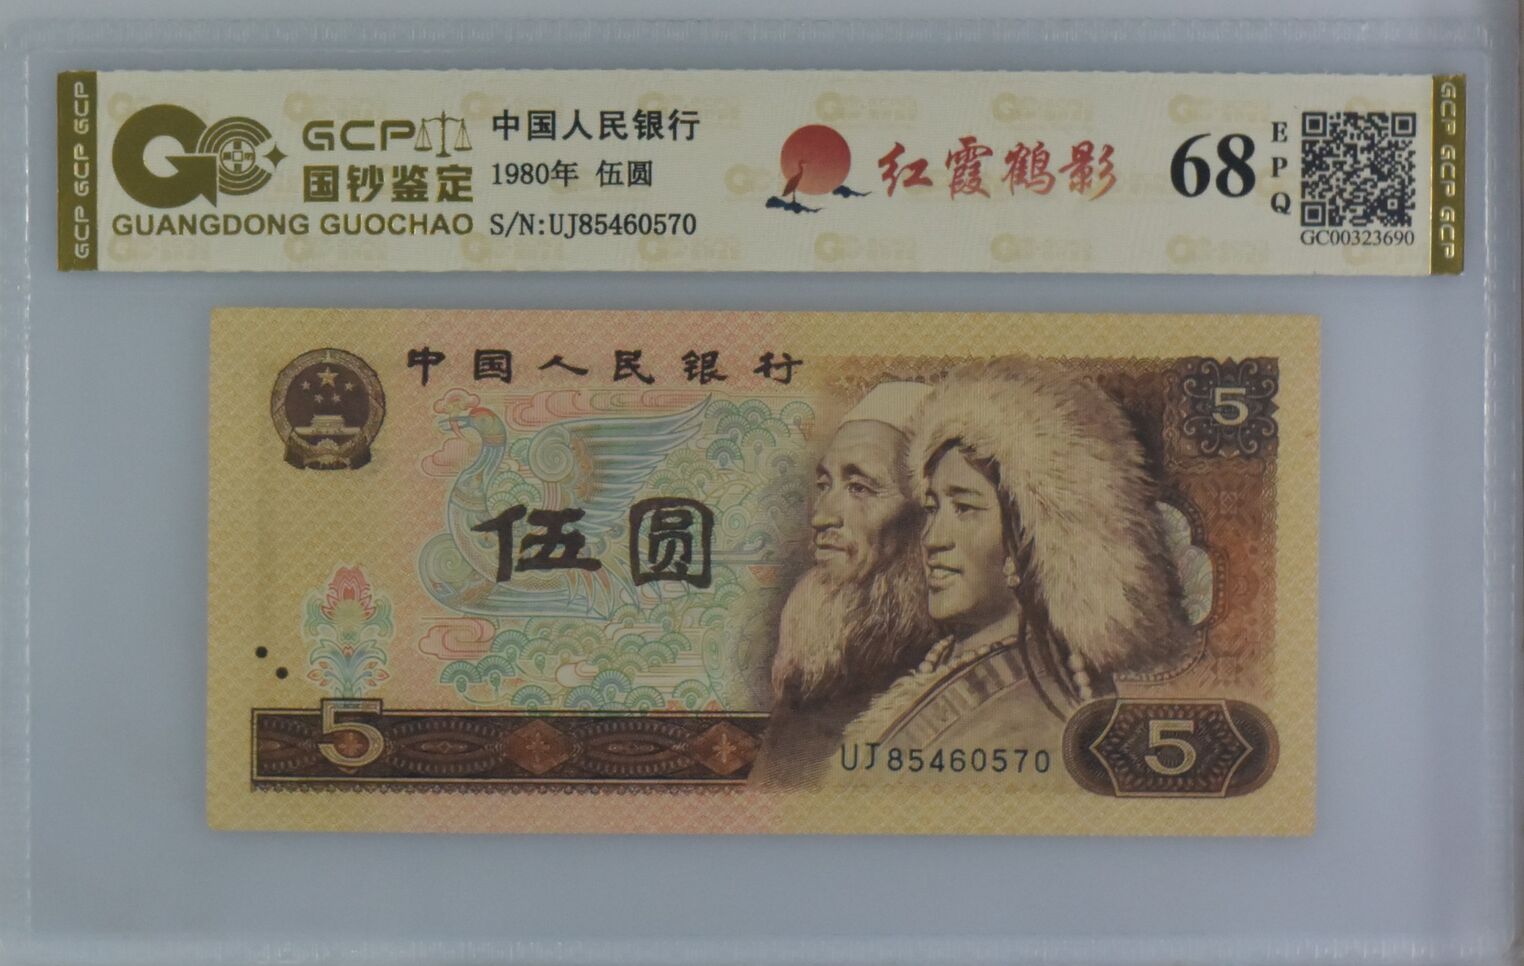 GCP GCP GCP
GCP
国钞鉴定
GUANGDONG GUOCHAO
中国人民银行
1980年 伍圆
S/N:UJ85460570
红霞鹤影
68
EPQ
GC00323690
GCP GCP GCP
中国人民银行
5
伍圆
5
UJ85460570
5